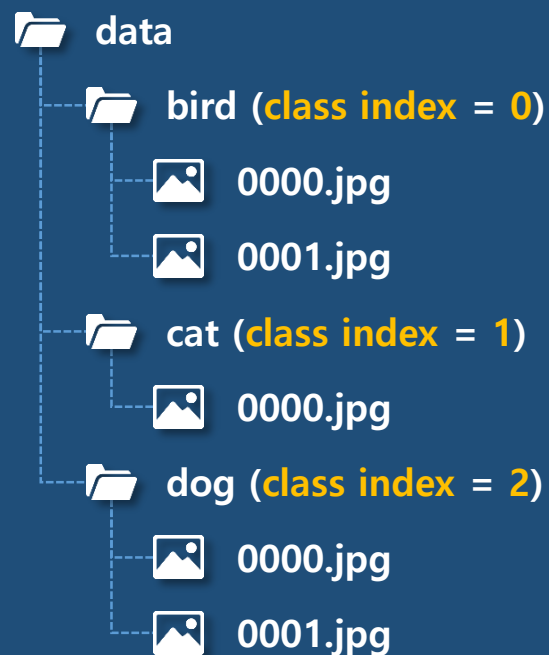 data
bird (class index = 0)
0000.jpg
0001.jpg
cat (class index = 1)
0000.jpg
dog (class index = 2)
0000.jpg
0001.jpg